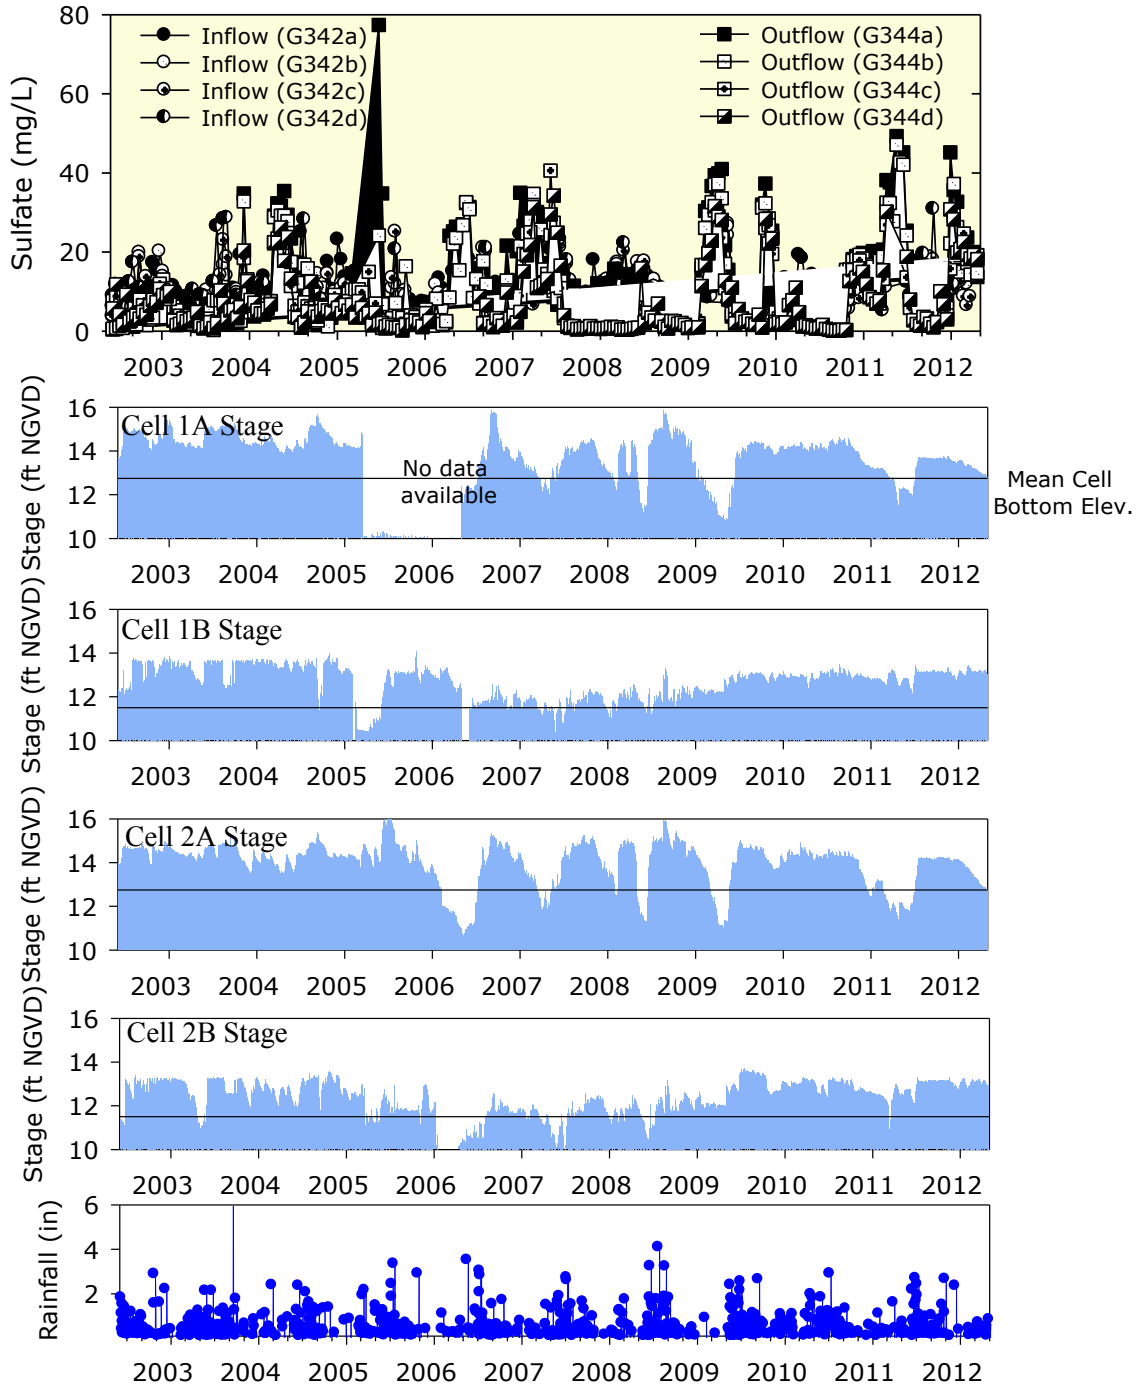 80
60
40
20
0
Sulfate (mg/L)
Inflow (G342a)
Inflow (G342b)
Inflow (G342c)
Inflow (G342d)
Outflow (G344a)
Outflow (G344b)
Outflow (G344c)
Outflow (G344d)
2003 2004 2005 2006 2007 2008 2009 2010 2011 2012
16
14
12
10
Stage (ft NGVD)
Cell 1A Stage
No data
available
Mean Cell
Bottom Elev.
2003 2004 2005 2006 2007 2008 2009 2010 2011 2012
16
14
12
10
Stage (ft NGVD)
Cell 1B Stage
2003 2004 2005 2006 2007 2008 2009 2010 2011 2012
16
14
12
10
Stage (ft NGVD)
Cell 2A Stage
2003 2004 2005 2006 2007 2008 2009 2010 2011 2012
16
14
12
10
Stage (ft NGVD)
Cell 2B Stage
2003 2004 2005 2006 2007 2008 2009 2010 2011 2012
6
4
2
Rainfall (in)
2003 2004 2005 2006 2007 2008 2009 2010 2011 2012